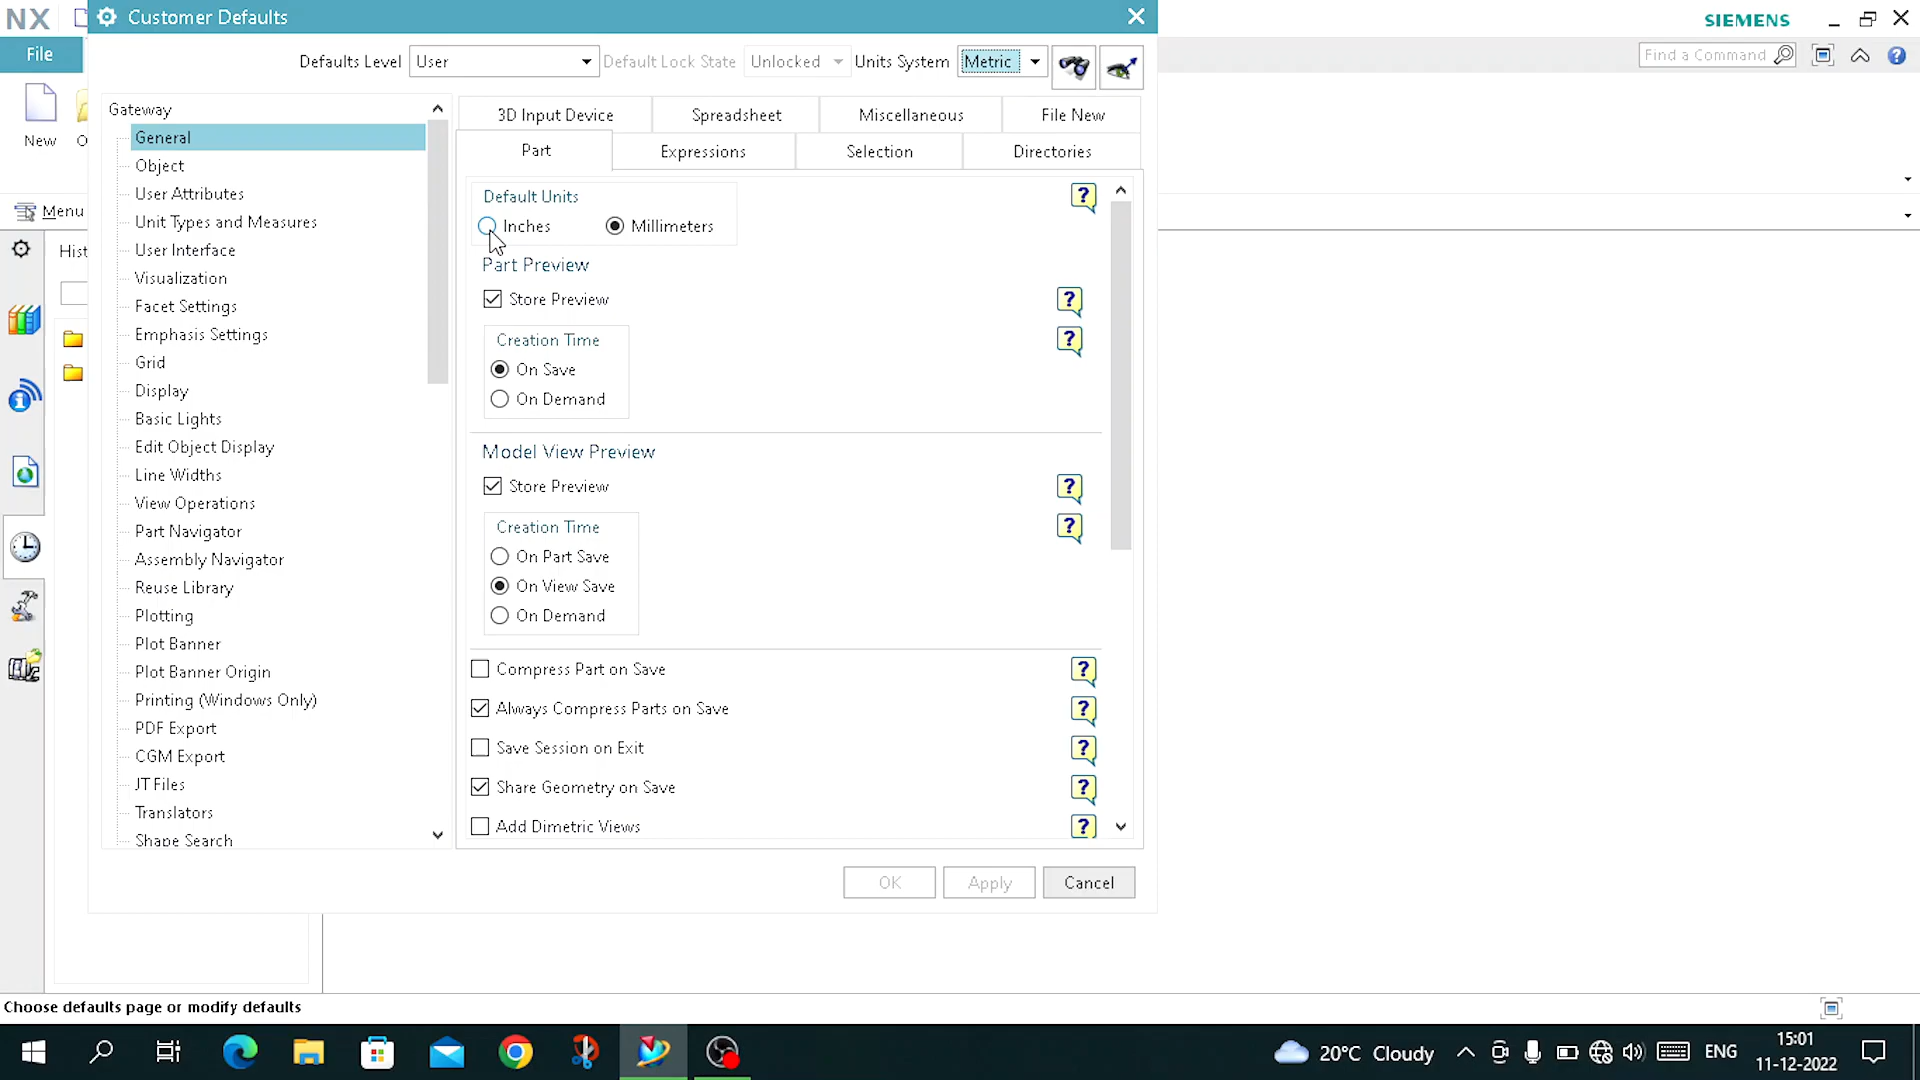 NX
Customer Defaults
SIEMENS
File
Defaults Level User Default Lock State Unlocked Units System Metric
Find a Command
New
Menu
Hist
Gateway
General
Object
User Attributes
Unit Types and Measures
User Interface
Visualization
Facet Settings
Emphasis Settings
Grid
Display
Basic Lights
Edit Object Display
Line Widths
View Operations
Part Navigator
Assembly Navigator
Reuse Library
Plotting
Plot Banner
Plot Banner Origin
Printing (Windows Only)
PDF Export
CGM Export
JT Files
Translators
Shape Search
3D Input Device Spreadsheet Miscellaneous File New
Part Expressions Selection Directories
Default Units
Inches Millimeters
Part Preview
Store Preview
Creation Time
On Save
On Demand
Model View Preview
Store Preview
Creation Time
On Part Save
On View Save
On Demand
Compress Part on Save
Always Compress Parts on Save
Save Session on Exit
Share Geometry on Save
Add Dimetric Views
OK Apply Cancel
Choose defaults page or modify defaults
20°C Cloudy
ENG
15:01
11-12-2022